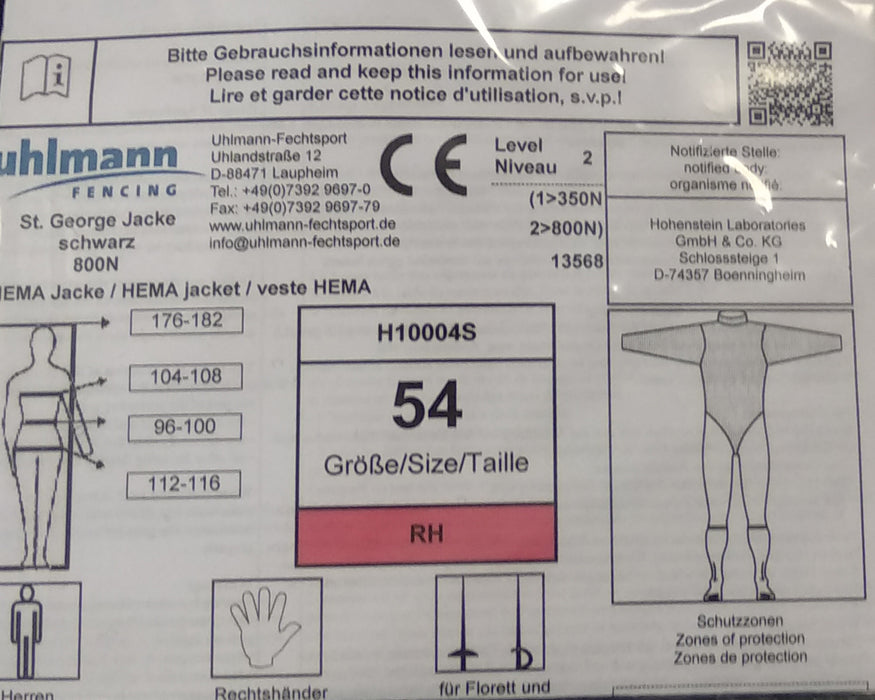 Bitte Gebrauchsinformationen lesen und aufbewahren!
Please read and keep this information for use!
Lire et garder cette notice d'utilisation, s.v.p.!
uhlmann
FENCING
St. George Jacke
schwarz
800N
Uhlmann-Fechtsport
Uhlandstraße 12
D-88471 Laupheim
Tel.: +49(0)7392 9697-0
Fax: +49(0)7392 9697-79
www.uhlmann-fechtsport.de
info@uhlmann-fechtsport.de
CE
Level
Niveau 2
(1>350N
2>800N)
13568
Notifizierte Stelle:
notified
organisme
Hohenstein Laboratories
GmbH & Co. KG
Schlosssteige 1
D-74357 Boenningheim
HEMA Jacke / HEMA jacket / veste HEMA
176-182
104-108
96-100
112-116
H10004S
54
Größe/Size/Taille
RH
Schutzzonen
Zones of protection
Zones de protection
Herren
Rechtshänder
für Florett und